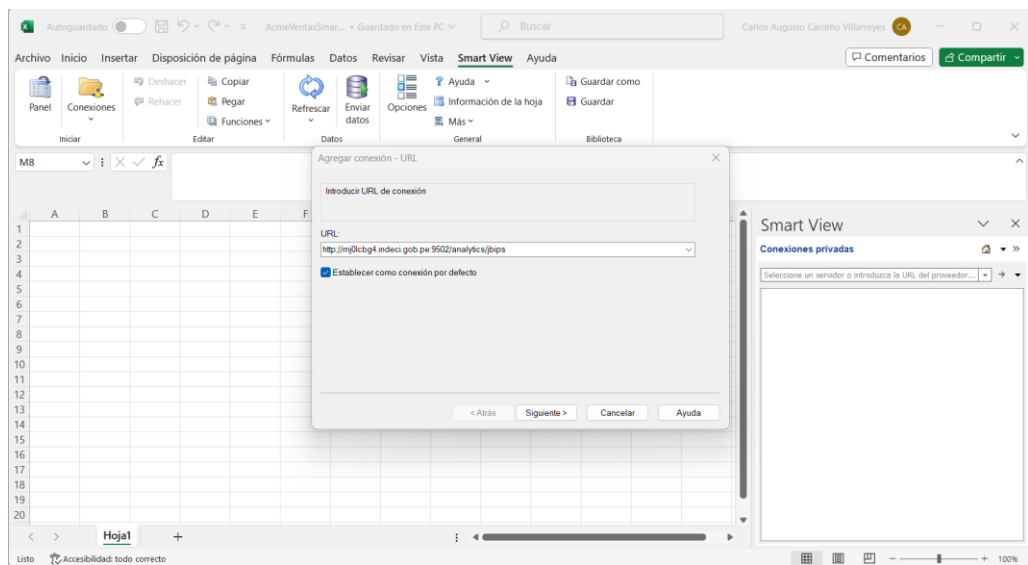 Autoguardado AcmeVentasSmar... • Guardado en Este PC Buscar Carlos Augusto Carreño Villarreyes CA
Archivo Inicio Insertar Disposición de página Fórmulas Datos Revisar Vista Smart View Ayuda Comentarios Compartir
Panel
Conexiones
Iniciar
Deshacer
Rehacer
Copiar
Pegar
Funciones
Editar
Refrescar
Enviar
datos
Datos
Opciones
Ayuda
Información de la hoja
Más
General
Guardar como
Guardar
Biblioteca
M8 fx
Agregar conexión - URL
Introducir URL de conexión
URL:
http://mj0lcbg4.indeci.gob.pe:9502/analytics/jbips
Establecer como conexión por defecto
< Atrás Siguiente > Cancelar Ayuda
A B C D E F
1
2
3
4
5
6
7
8
9
10
11
12
13
14
15
16
17
18
19
20
Smart View
Conexiones privadas
Seleccione un servidor o introduzca la URL del proveedor...
Hoja1
Listo Accesibilidad: todo correcto 100%